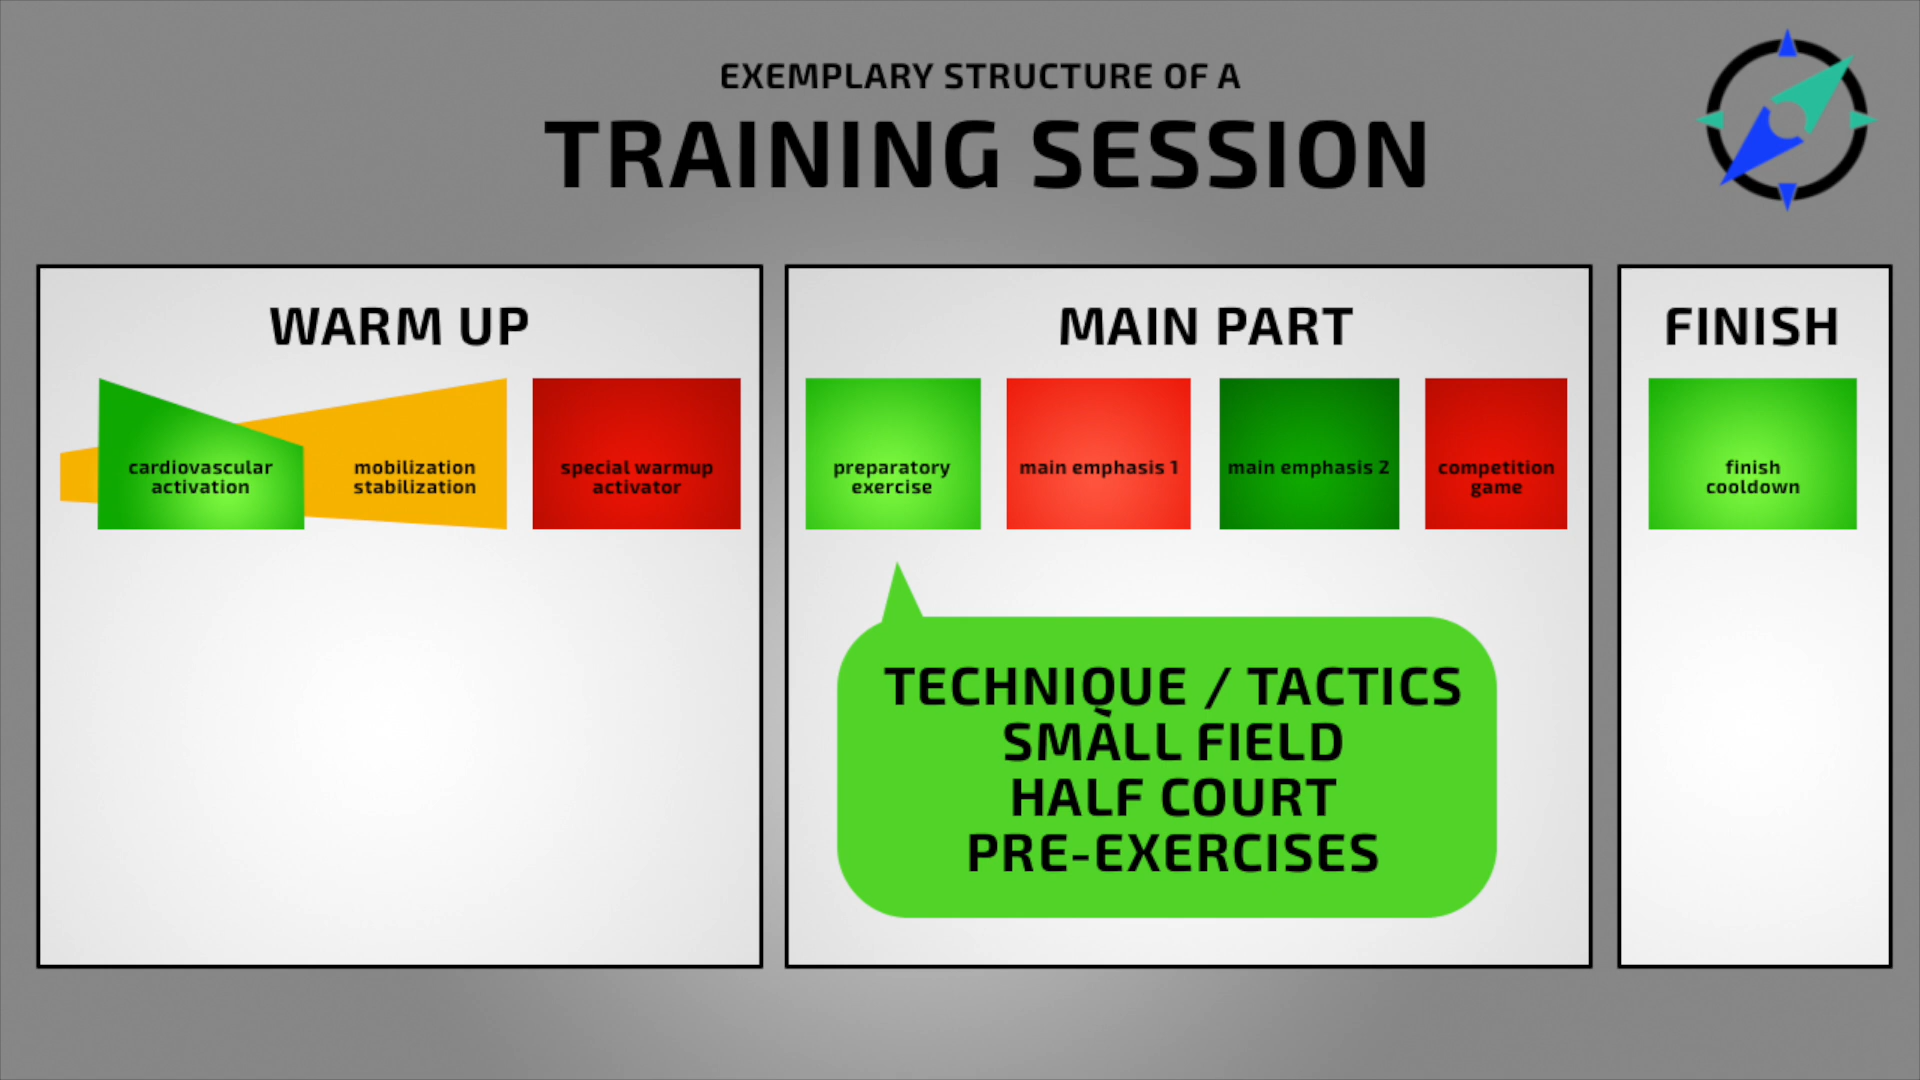 EXEMPLARY STRUCTURE OF A
TRAINING SESSION
WARM UP
cardiovascular
activation
mobilization
stabilization
special warmup
activator
MAIN PART
preparatory
exercise
main emphasis 1
main emphasis 2
competition
game
TECHNIQUE / TACTICS
SMALL FIELD
HALF COURT
PRE-EXERCISES
FINISH
finish
cooldown